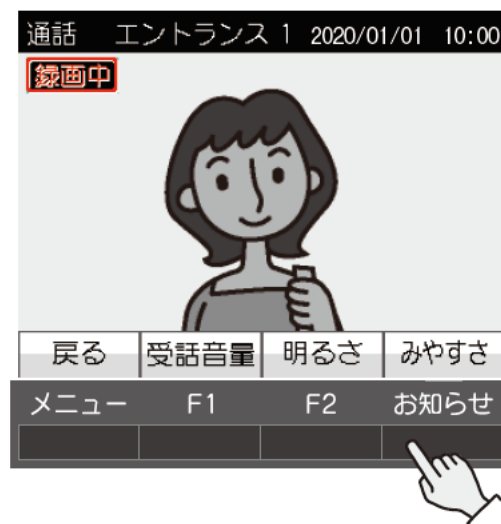 通話 エントランス 1 2020/01/01 10:00
録画中
戻る 受話音量 明るさ みやすさ
メニュー F1 F2 お知らせ